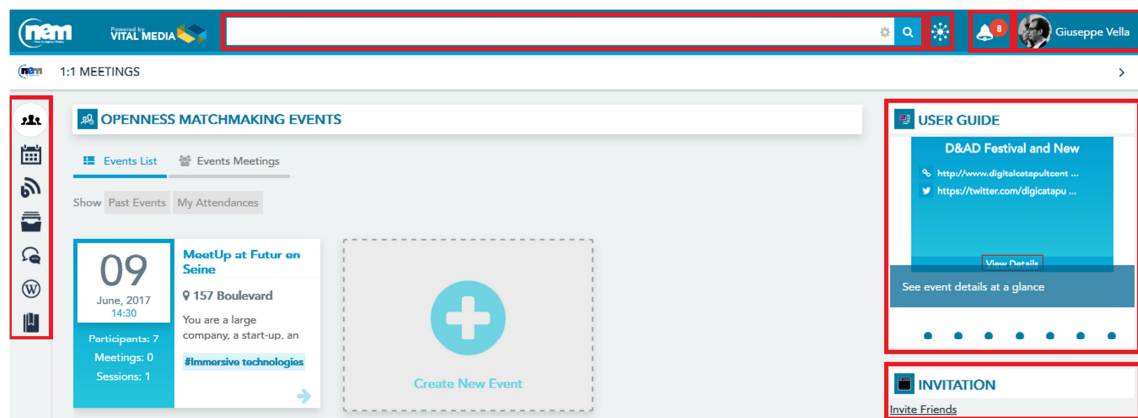 nem
New European Media
Powered by
VITAL MEDIA
8
Giuseppe Vella
nem
1:1 MEETINGS
OPENNESS MATCHMAKING EVENTS
Events List
Events Meetings
Show Past Events My Attendances
09
June, 2017
14:30
Participants: 7
Meetings: 0
Sessions: 1
MeetUp at Futur en
Seine
157 Boulevard
You are a large
company, a start-up, an
#Immersive technologies
Create New Event
USER GUIDE
D&AD Festival and New
http://www.digitalcatapultcent ...
https://twitter.com/digicatapu ...
View Details
See event details at a glance
INVITATION
Invite Friends